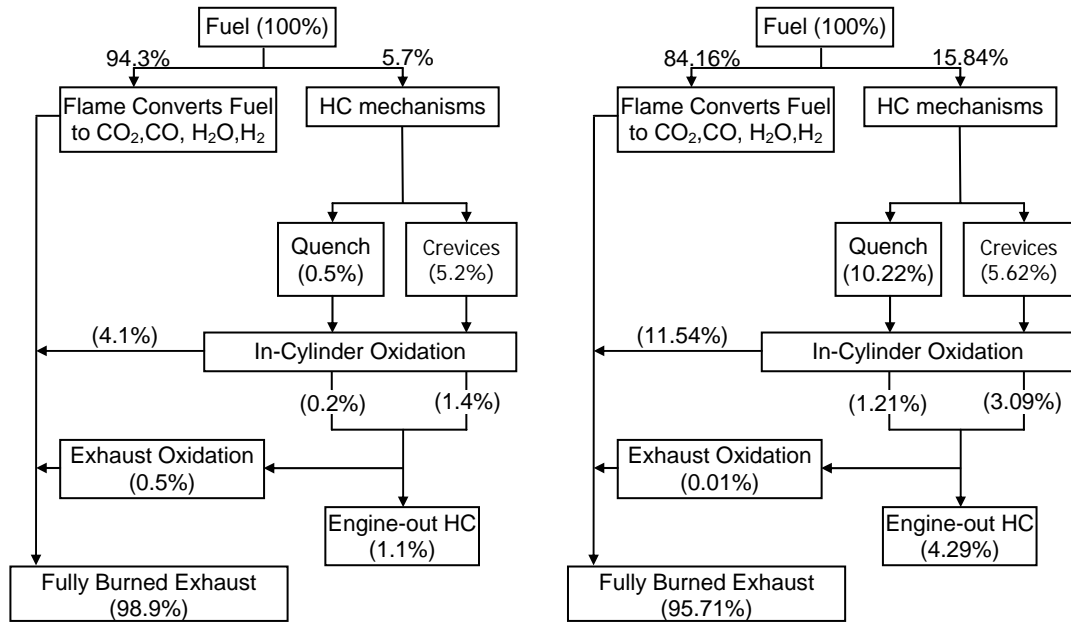 Fuel (100%)
94.3%
5.7%
Flame Converts Fuel
to CO₂,CO, H₂O,H₂
HC mechanisms
Quench
(0.5%)
Crevices
(5.2%)
(4.1%)
In-Cylinder Oxidation
(0.2%)
(1.4%)
Exhaust Oxidation
(0.5%)
Engine-out HC
(1.1%)
Fully Burned Exhaust
(98.9%)
Fuel (100%)
84.16%
15.84%
Flame Converts Fuel
to CO₂,CO, H₂O,H₂
HC mechanisms
Quench
(10.22%)
Crevices
(5.62%)
(11.54%)
In-Cylinder Oxidation
(1.21%)
(3.09%)
Exhaust Oxidation
(0.01%)
Engine-out HC
(4.29%)
Fully Burned Exhaust
(95.71%)